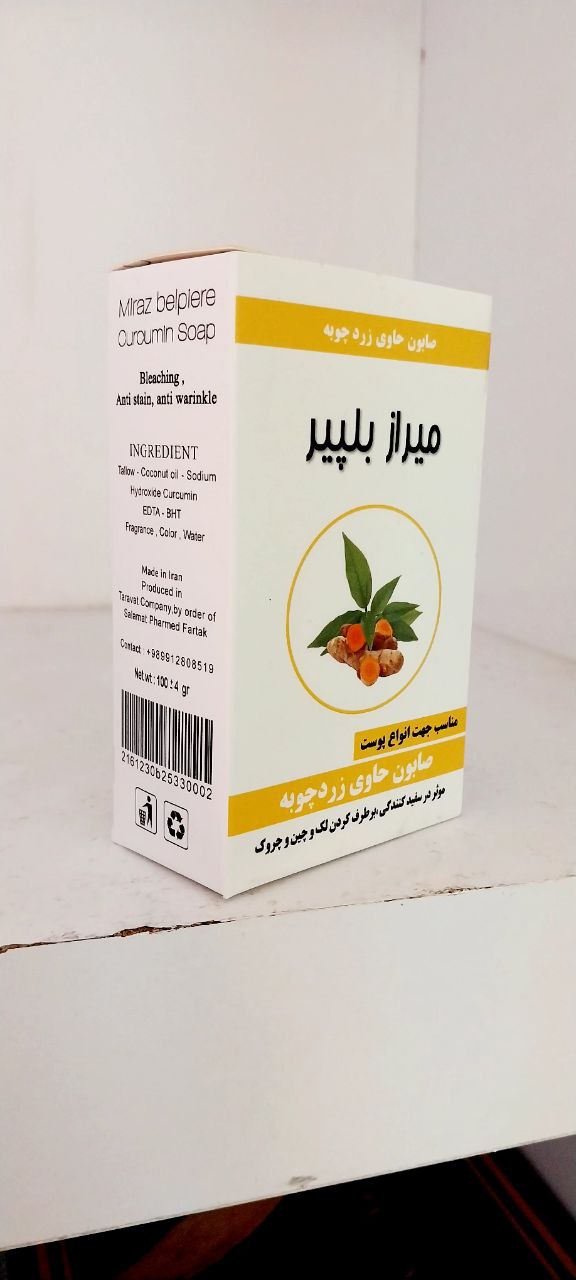 Miraz belpiere
Curcumin Soap
Bleaching ,
Anti stain, anti warinkle
INGREDIENT
Tallow - Coconut oil - Sodium
Hydroxide Curcumin
EDTA - BHT
Fragrance , Color , Water
Made in Iran
Produced in
Taravat Company,by order of
Salamat Pharmed Fartak
Contact : +989912808519
Net wt : 100 ± 4 gr
2161230b25330002
صابون حاوی زرد چوبه
میراز بلپیر
مناسب جهت انواع پوست
صابون حاوی زردچوبه
موثر در سفید کنندگی ،برطرف کردن لک و چین و چروک